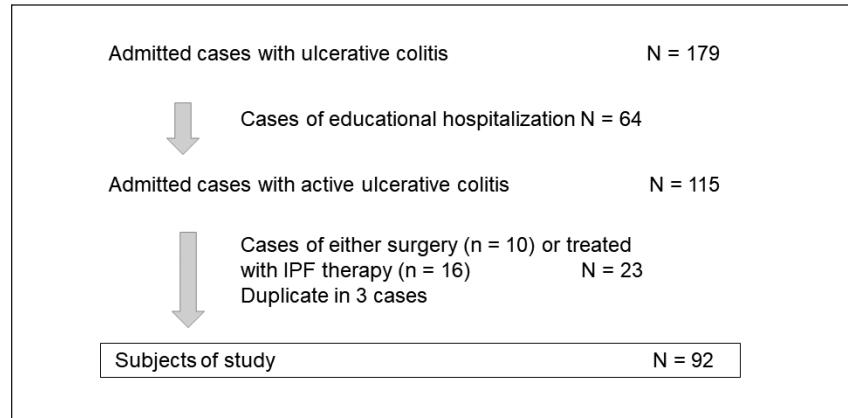 Admitted cases with ulcerative colitis N = 179
Cases of educational hospitalization N = 64
Admitted cases with active ulcerative colitis N = 115
Cases of either surgery (n = 10) or treated
with IPF therapy (n = 16) N = 23
Duplicate in 3 cases
Subjects of study N = 92